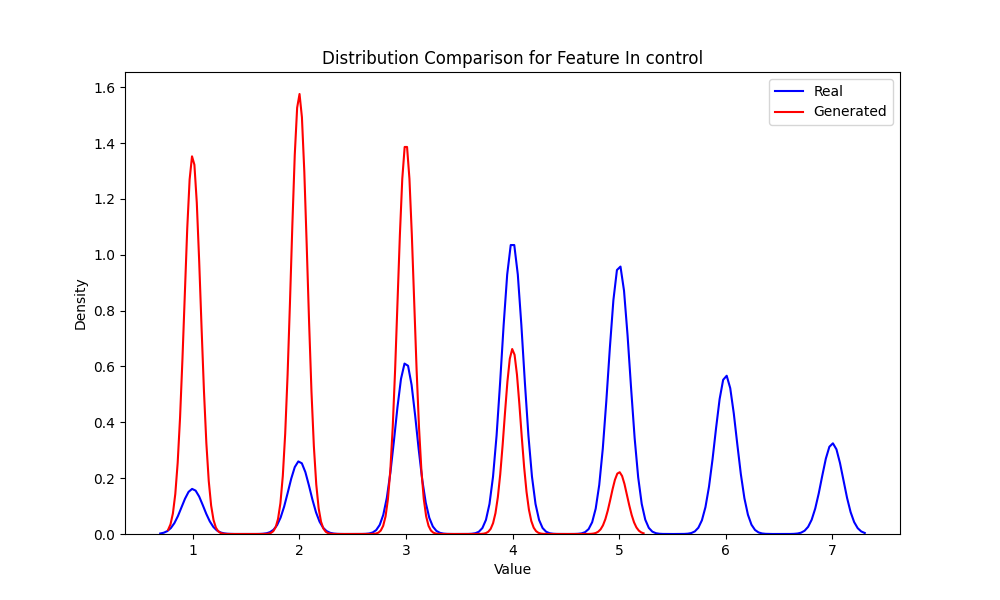 Distribution Comparison for Feature In control
Real
Generated
1.6
1.4
1.2
1.0
0.8
0.6
0.4
0.2
0.0
Density
1 2 3 4 5 6 7
Value